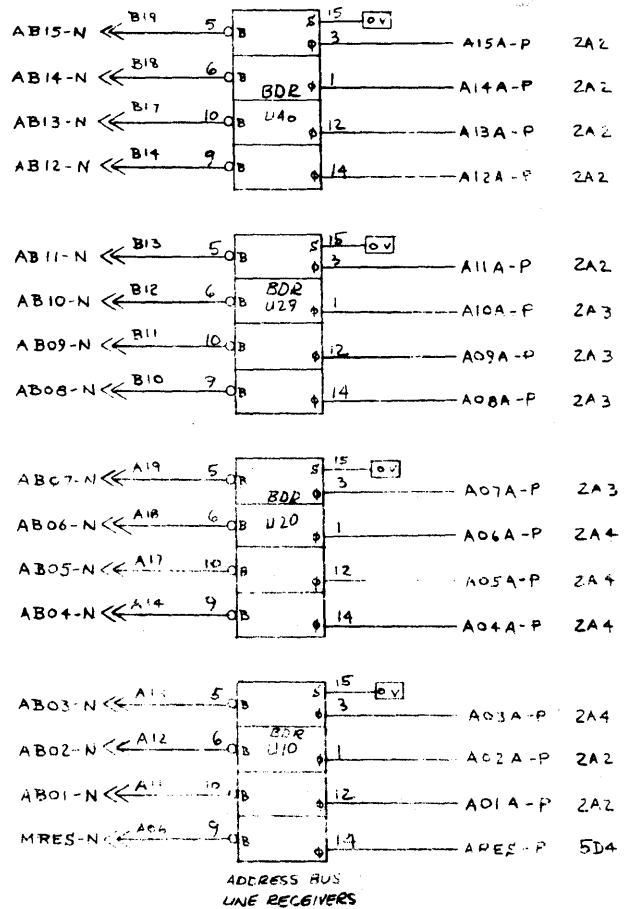 S 15 0V
AB15-N B19 5 B φ 3 A15A-P 2A2
AB14-N B18 6 B BDR φ 1 A14A-P 2A2
AB13-N B17 10 B U40 φ 12 A13A-P 2A2
AB12-N B14 9 B φ 14 A12A-P 2A2
S 15 0V
AB11-N B13 5 B φ 3 A11A-P 2A2
AB10-N B12 6 B BDR U29 φ 1 A10A-P 2A3
AB09-N B11 10 B φ 12 A09A-P 2A3
AB08-N B10 B φ 14 A08A-P 2A3
S 15 0V
AB07-N A19 5 B φ 3 A07A-P 2A3
AB06-N A18 6 B BDR U20 φ 1 A06A-P 2A4
AB05-N A17 10 B φ 12 A05A-P 2A4
AB04-N A14 9 B φ 14 A04A-P 2A4
S 15 0V
AB03-N 5 B φ 3 A03A-P 2A4
AB02-N A12 6 B BDR U10 φ 1 A02A-P 2A2
AB01-N 10 B φ 12 A01A-P 2A2
MRES-N 9 B φ 14 ARES-P 5D4
ADDRESS BUS
LINE RECEIVERS